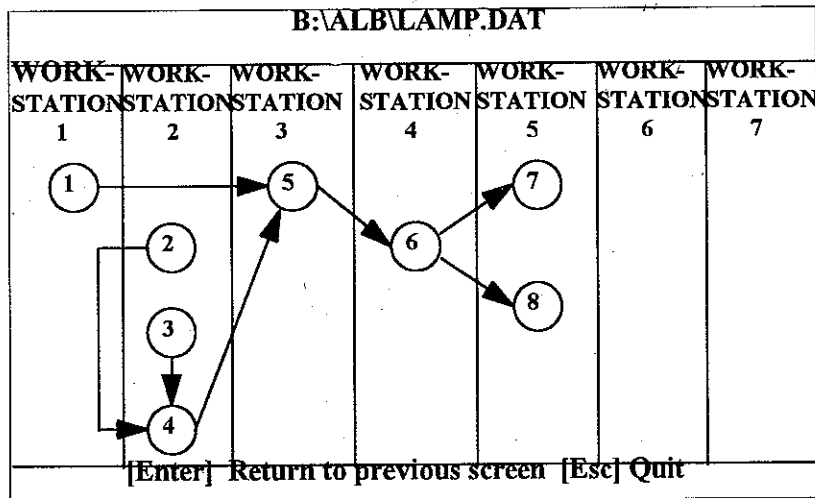 B:\ALB\LAMP.DAT
WORK- WORK- WORK- WORK- WORK- WORK- WORK-
STATION STATION STATION STATION STATION STATION STATION
1 2 3 4 5 6 7
1 5 7
2 6
8
3
4
[Enter] Return to previous screen [Esc] Quit